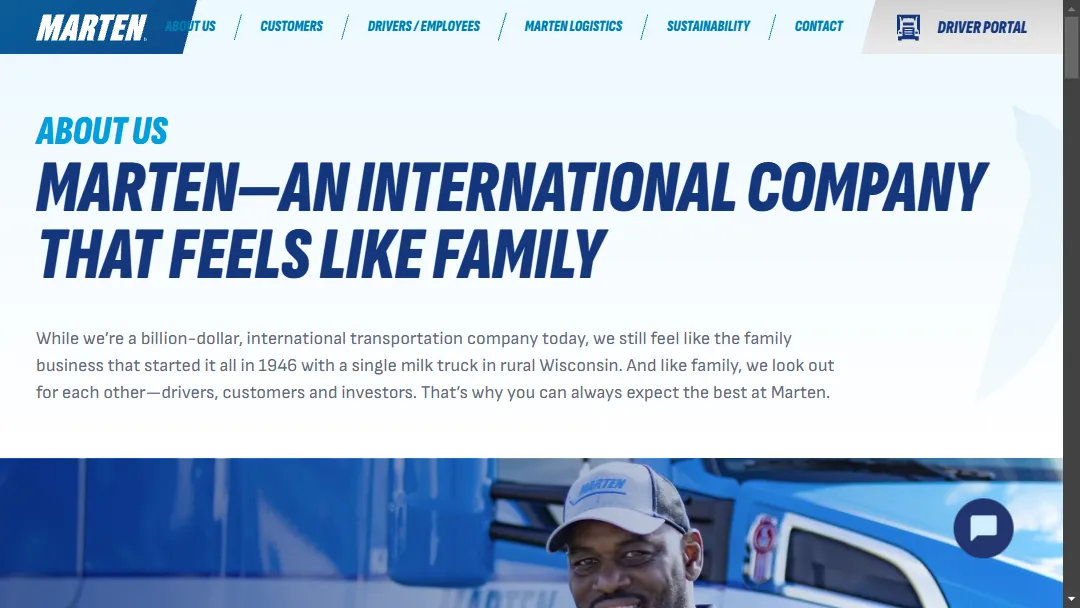 MARTEN
ABOUT US
CUSTOMERS
DRIVERS / EMPLOYEES
MARTEN LOGISTICS
SUSTAINABILITY
CONTACT
DRIVER PORTAL
ABOUT US
MARTEN—AN INTERNATIONAL COMPANY
THAT FEELS LIKE FAMILY
While we’re a billion-dollar, international transportation company today, we still feel like the family
business that started it all in 1946 with a single milk truck in rural Wisconsin. And like family, we look out
for each other—drivers, customers and investors. That’s why you can always expect the best at Marten.
MARTEN
MARTEN